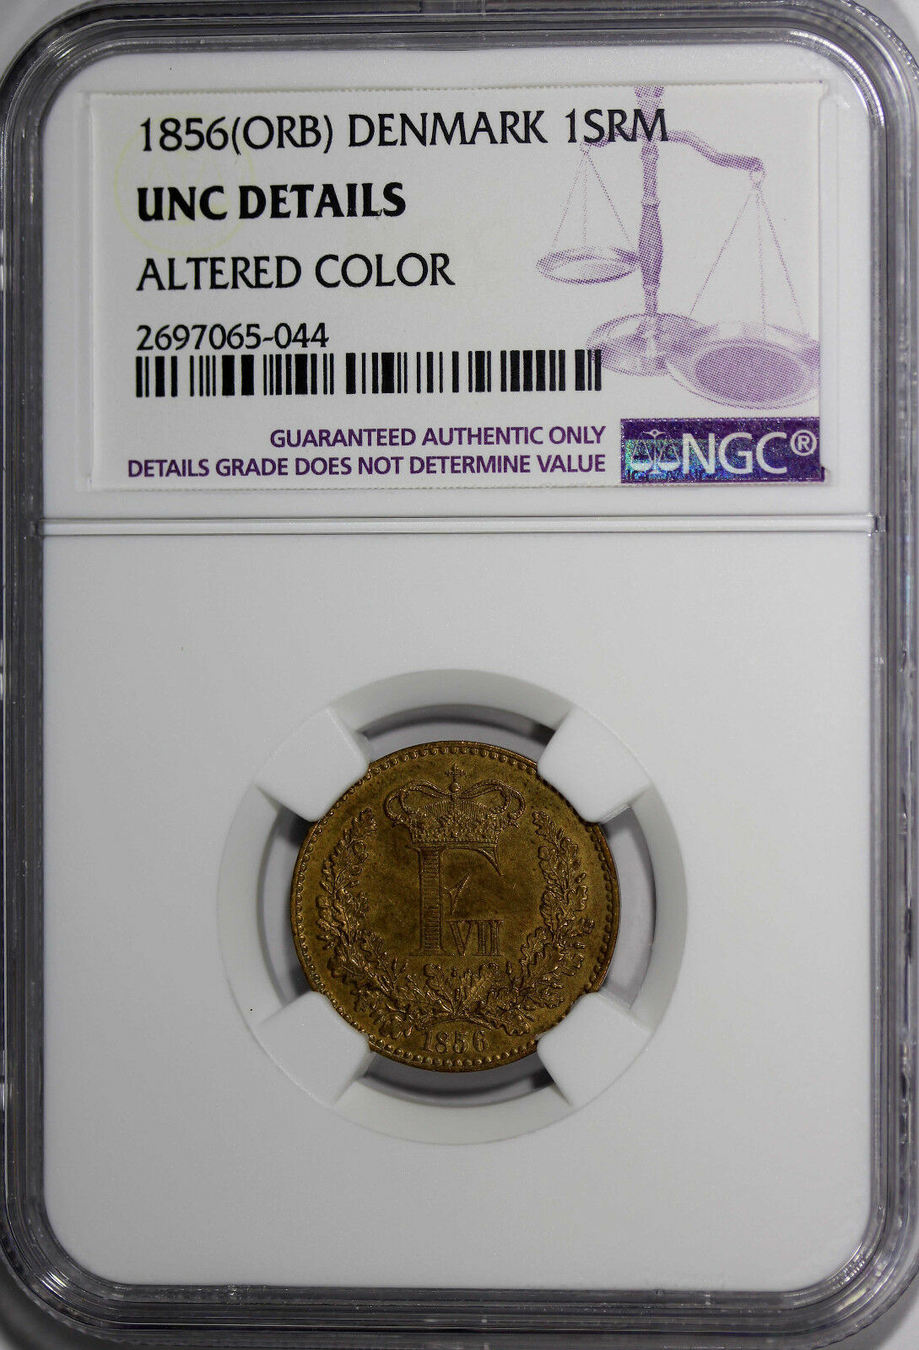 1856(ORB) DENMARK 1SRM
UNC DETAILS
ALTERED COLOR
2697065-044
GUARANTEED AUTHENTIC ONLY
DETAILS GRADE DOES NOT DETERMINE VALUE
NGC®
F VII
1856